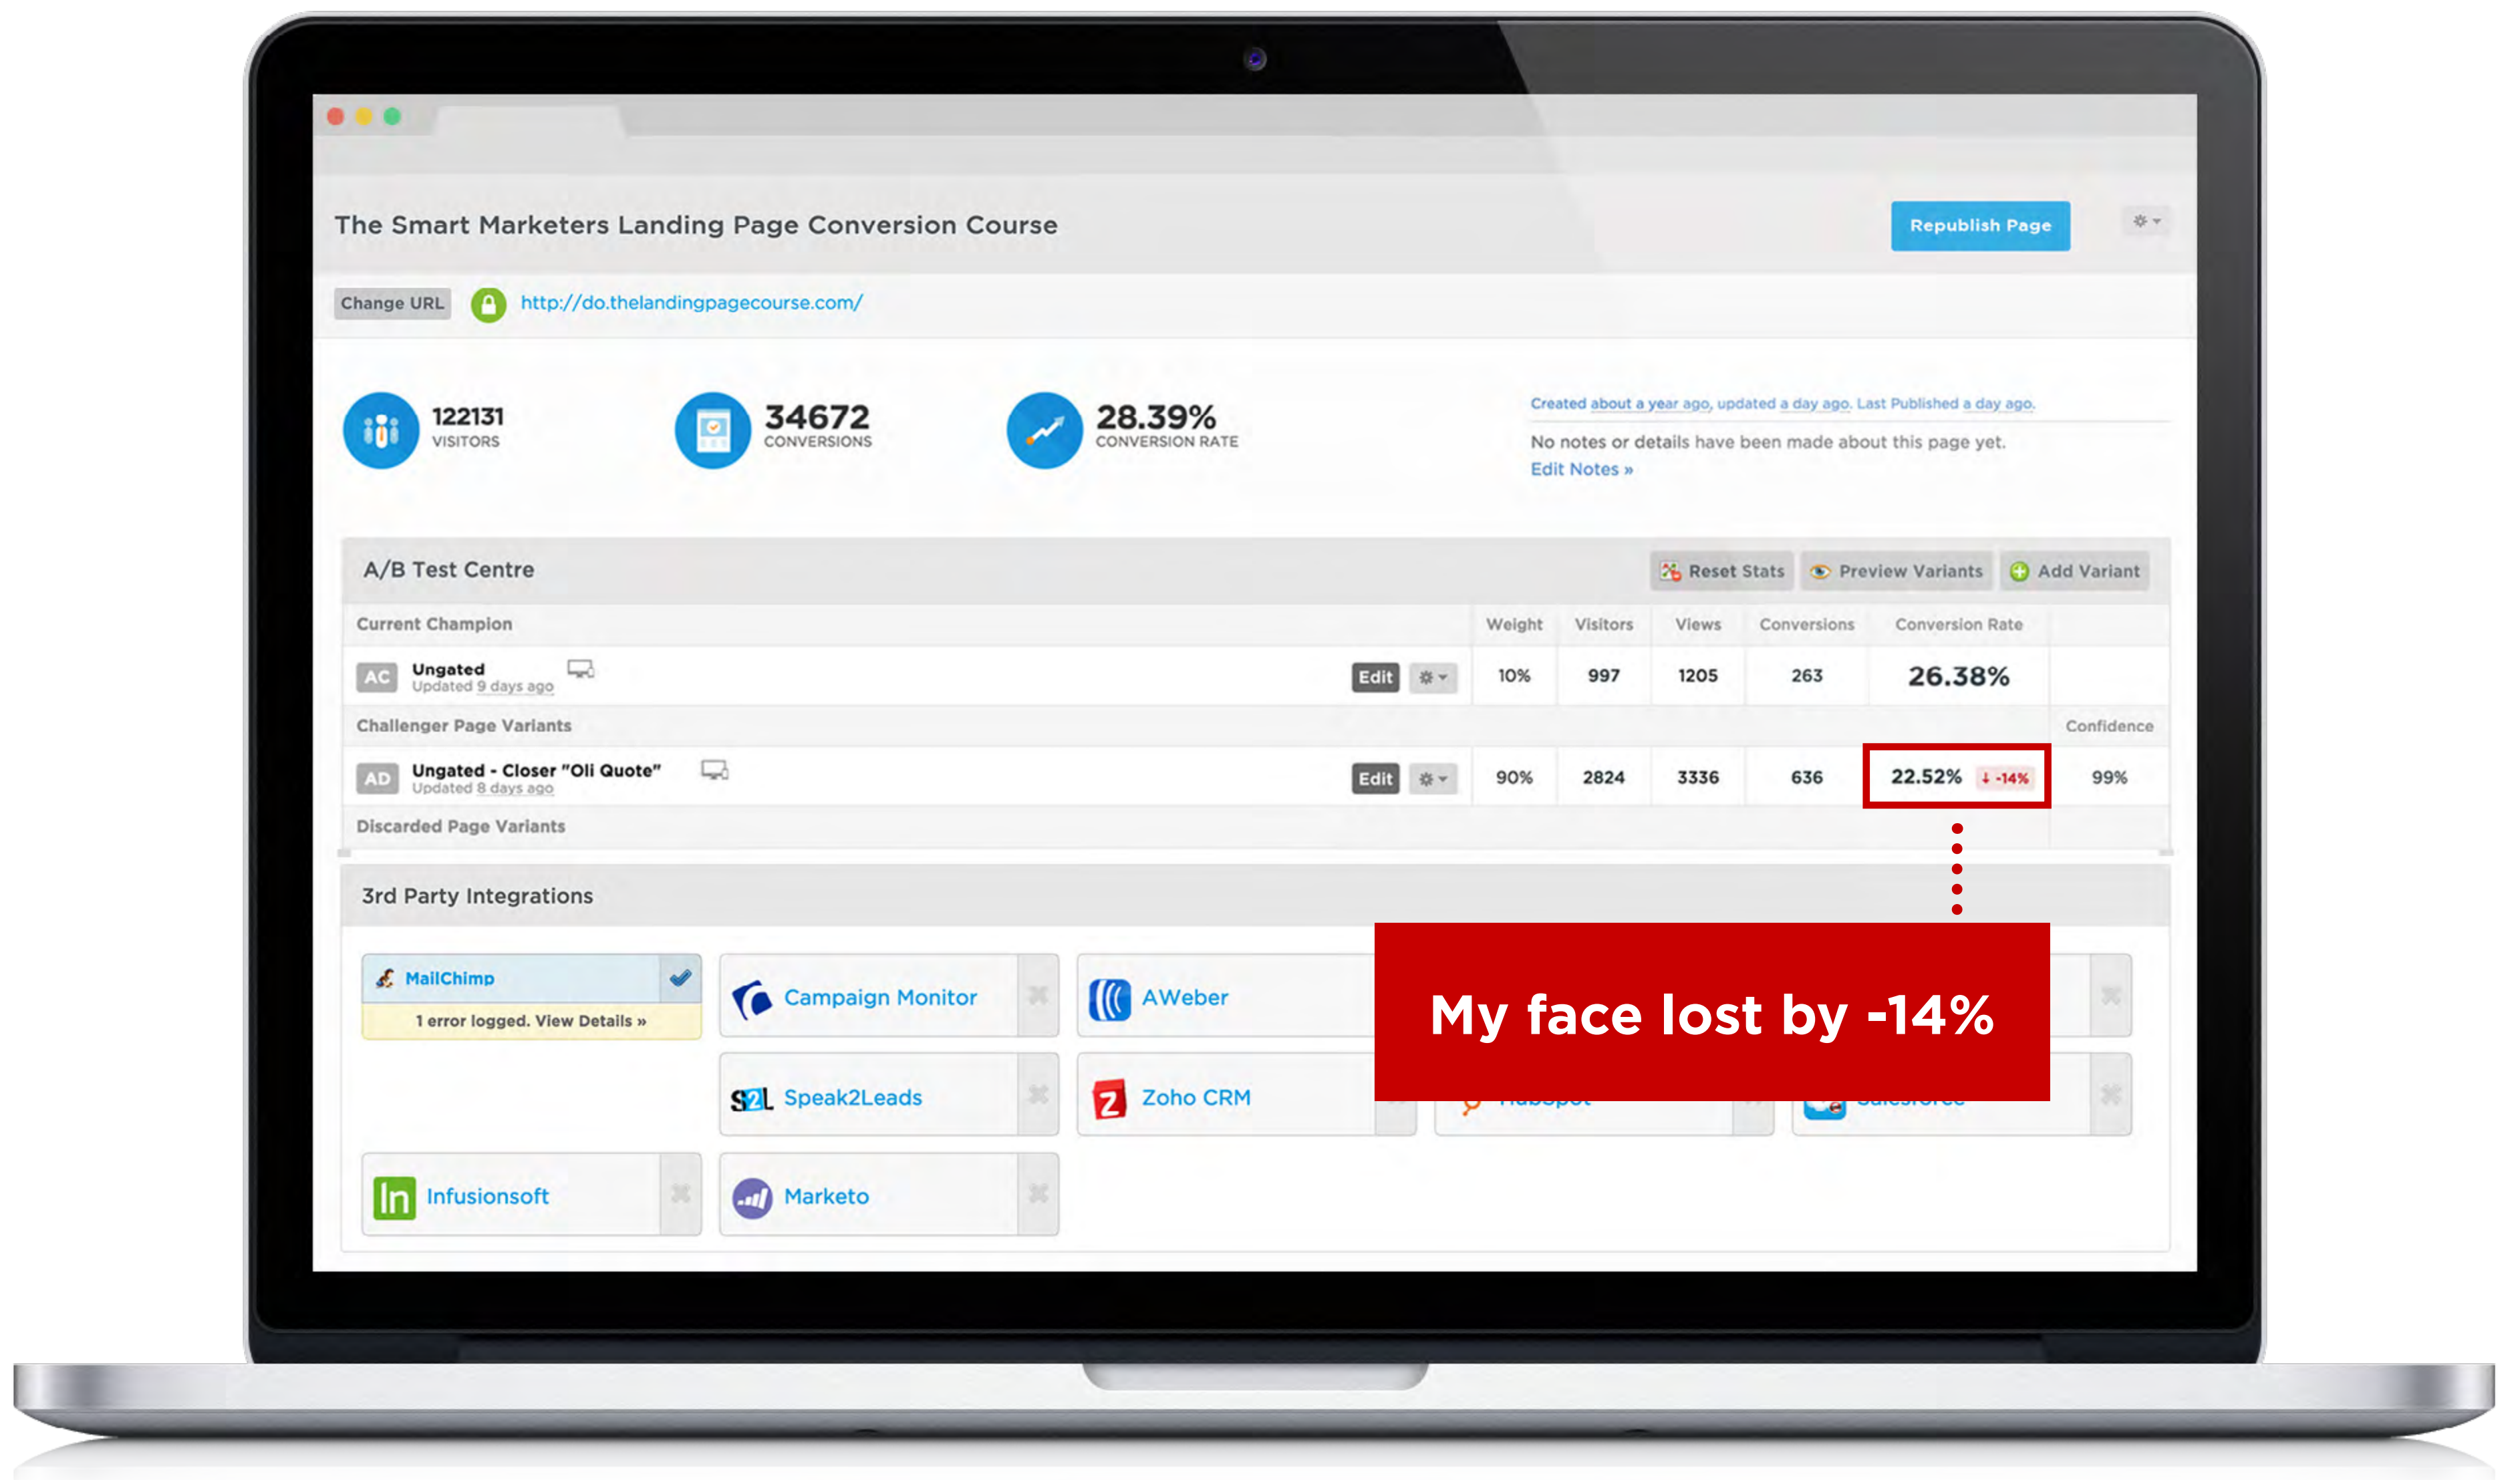 The Smart Marketers Landing Page Conversion Course
Republish Page
Change URL
http://do.thelandingpagecourse.com/
122131
VISITORS
34672
CONVERSIONS
28.39%
CONVERSION RATE
Created about a year ago, updated a day ago. Last Published a day ago.
No notes or details have been made about this page yet.
Edit Notes »
A/B Test Centre
Reset Stats
Preview Variants
Add Variant
Current Champion
Weight Visitors Views Conversions Conversion Rate
AC Ungated
Updated 9 days ago
Edit 10% 997 1205 263 26.38%
Challenger Page Variants
Confidence
AD Ungated - Closer "Oli Quote"
Updated 8 days ago
Edit 90% 2824 3336 636 22.52% ↓ -14% 99%
Discarded Page Variants
3rd Party Integrations
MailChimp
1 error logged. View Details »
Campaign Monitor
AWeber
My face lost by -14%
S2L Speak2Leads
Z Zoho CRM
In Infusionsoft
Marketo